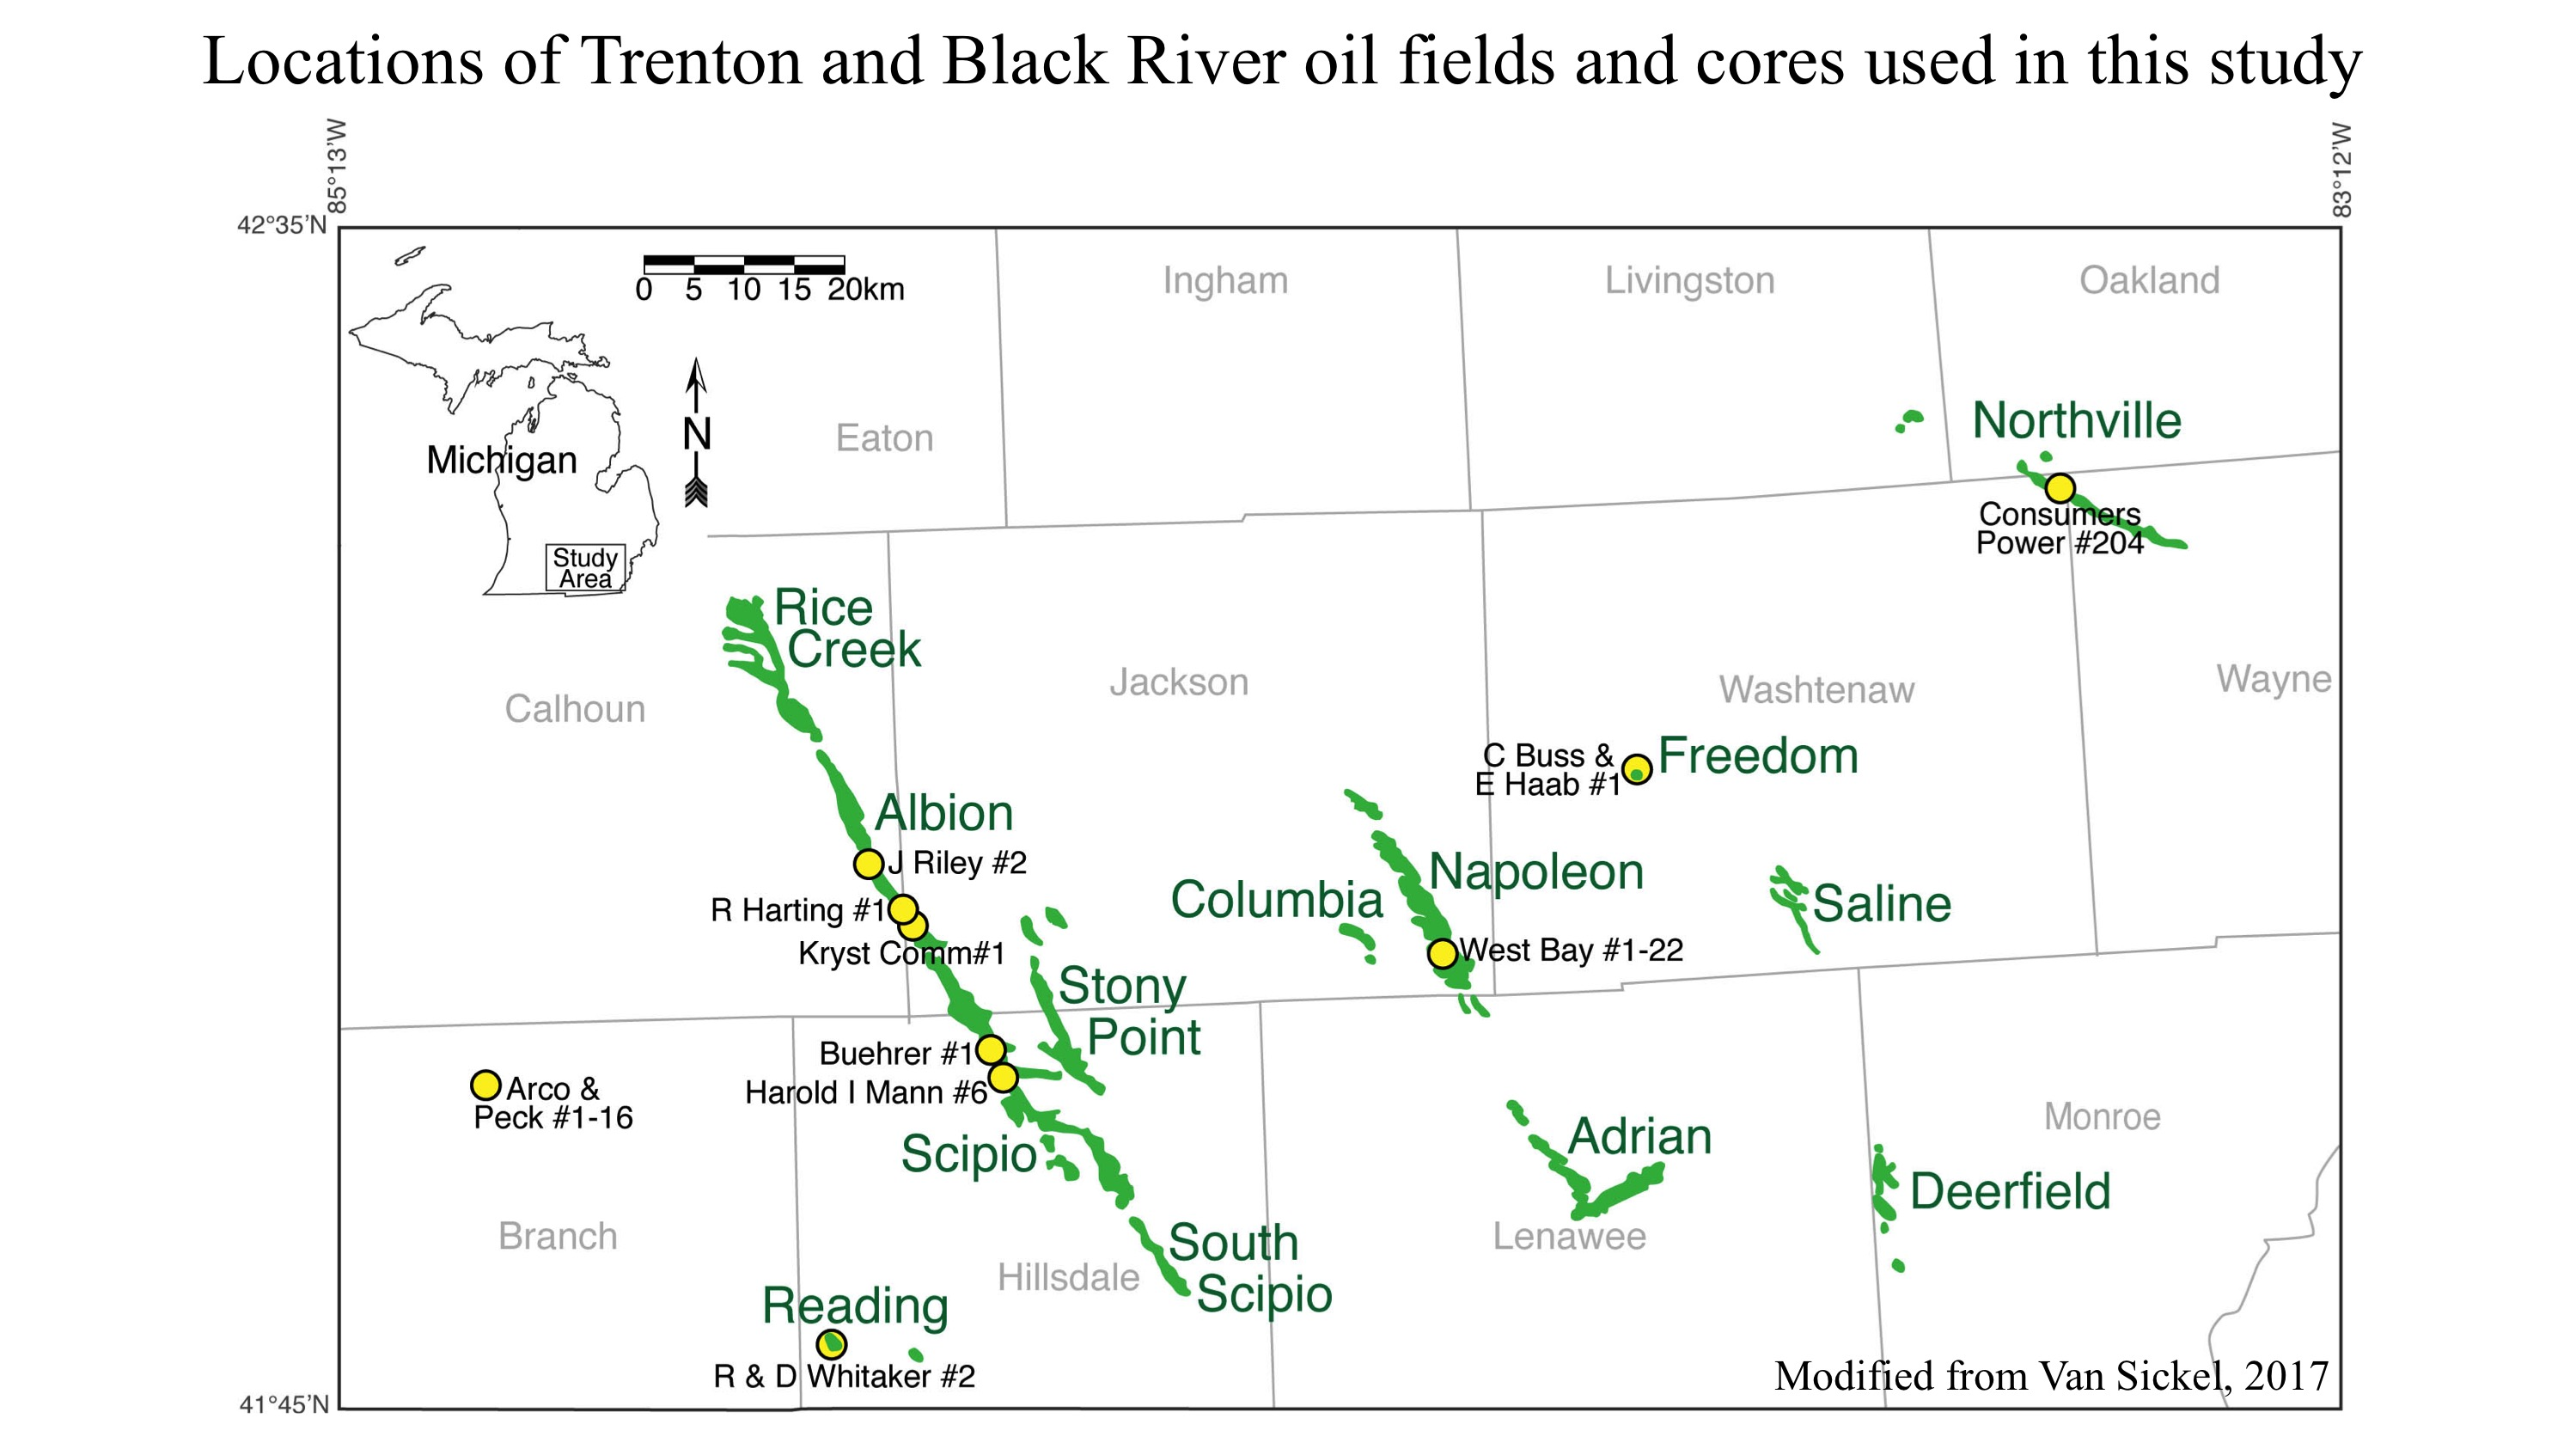 Locations of Trenton and Black River oil fields and cores used in this study
85°13'W
83°12'W
42°35'N
0 5 10 15 20km
Ingham
Livingston
Oakland
N
Eaton
Michigan
Northville
Study
Area
Consumers
Power #204
Rice
Creek
Calhoun
Jackson
Washtenaw
Wayne
C Buss &
E Haab #1
Freedom
Albion
J Riley #2
Napoleon
Columbia
Saline
R Harting #1
Kryst Comm#1
West Bay #1-22
Stony
Point
Buehrer #1
Harold I Mann #6
Arco &
Peck #1-16
Monroe
Adrian
Scipio
Deerfield
Branch
Lenawee
South
Scipio
Hillsdale
Reading
R & D Whitaker #2
Modified from Van Sickel, 2017
41°45'N